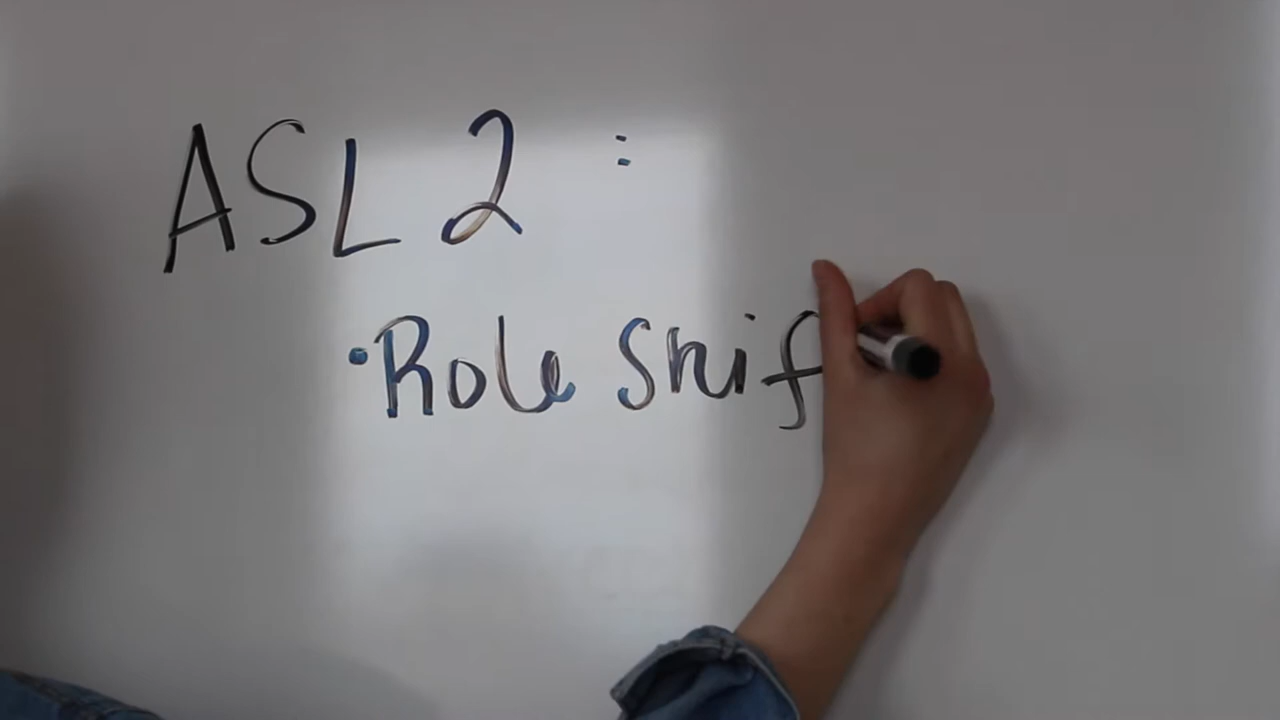 ASL 2 :
• Role Shif